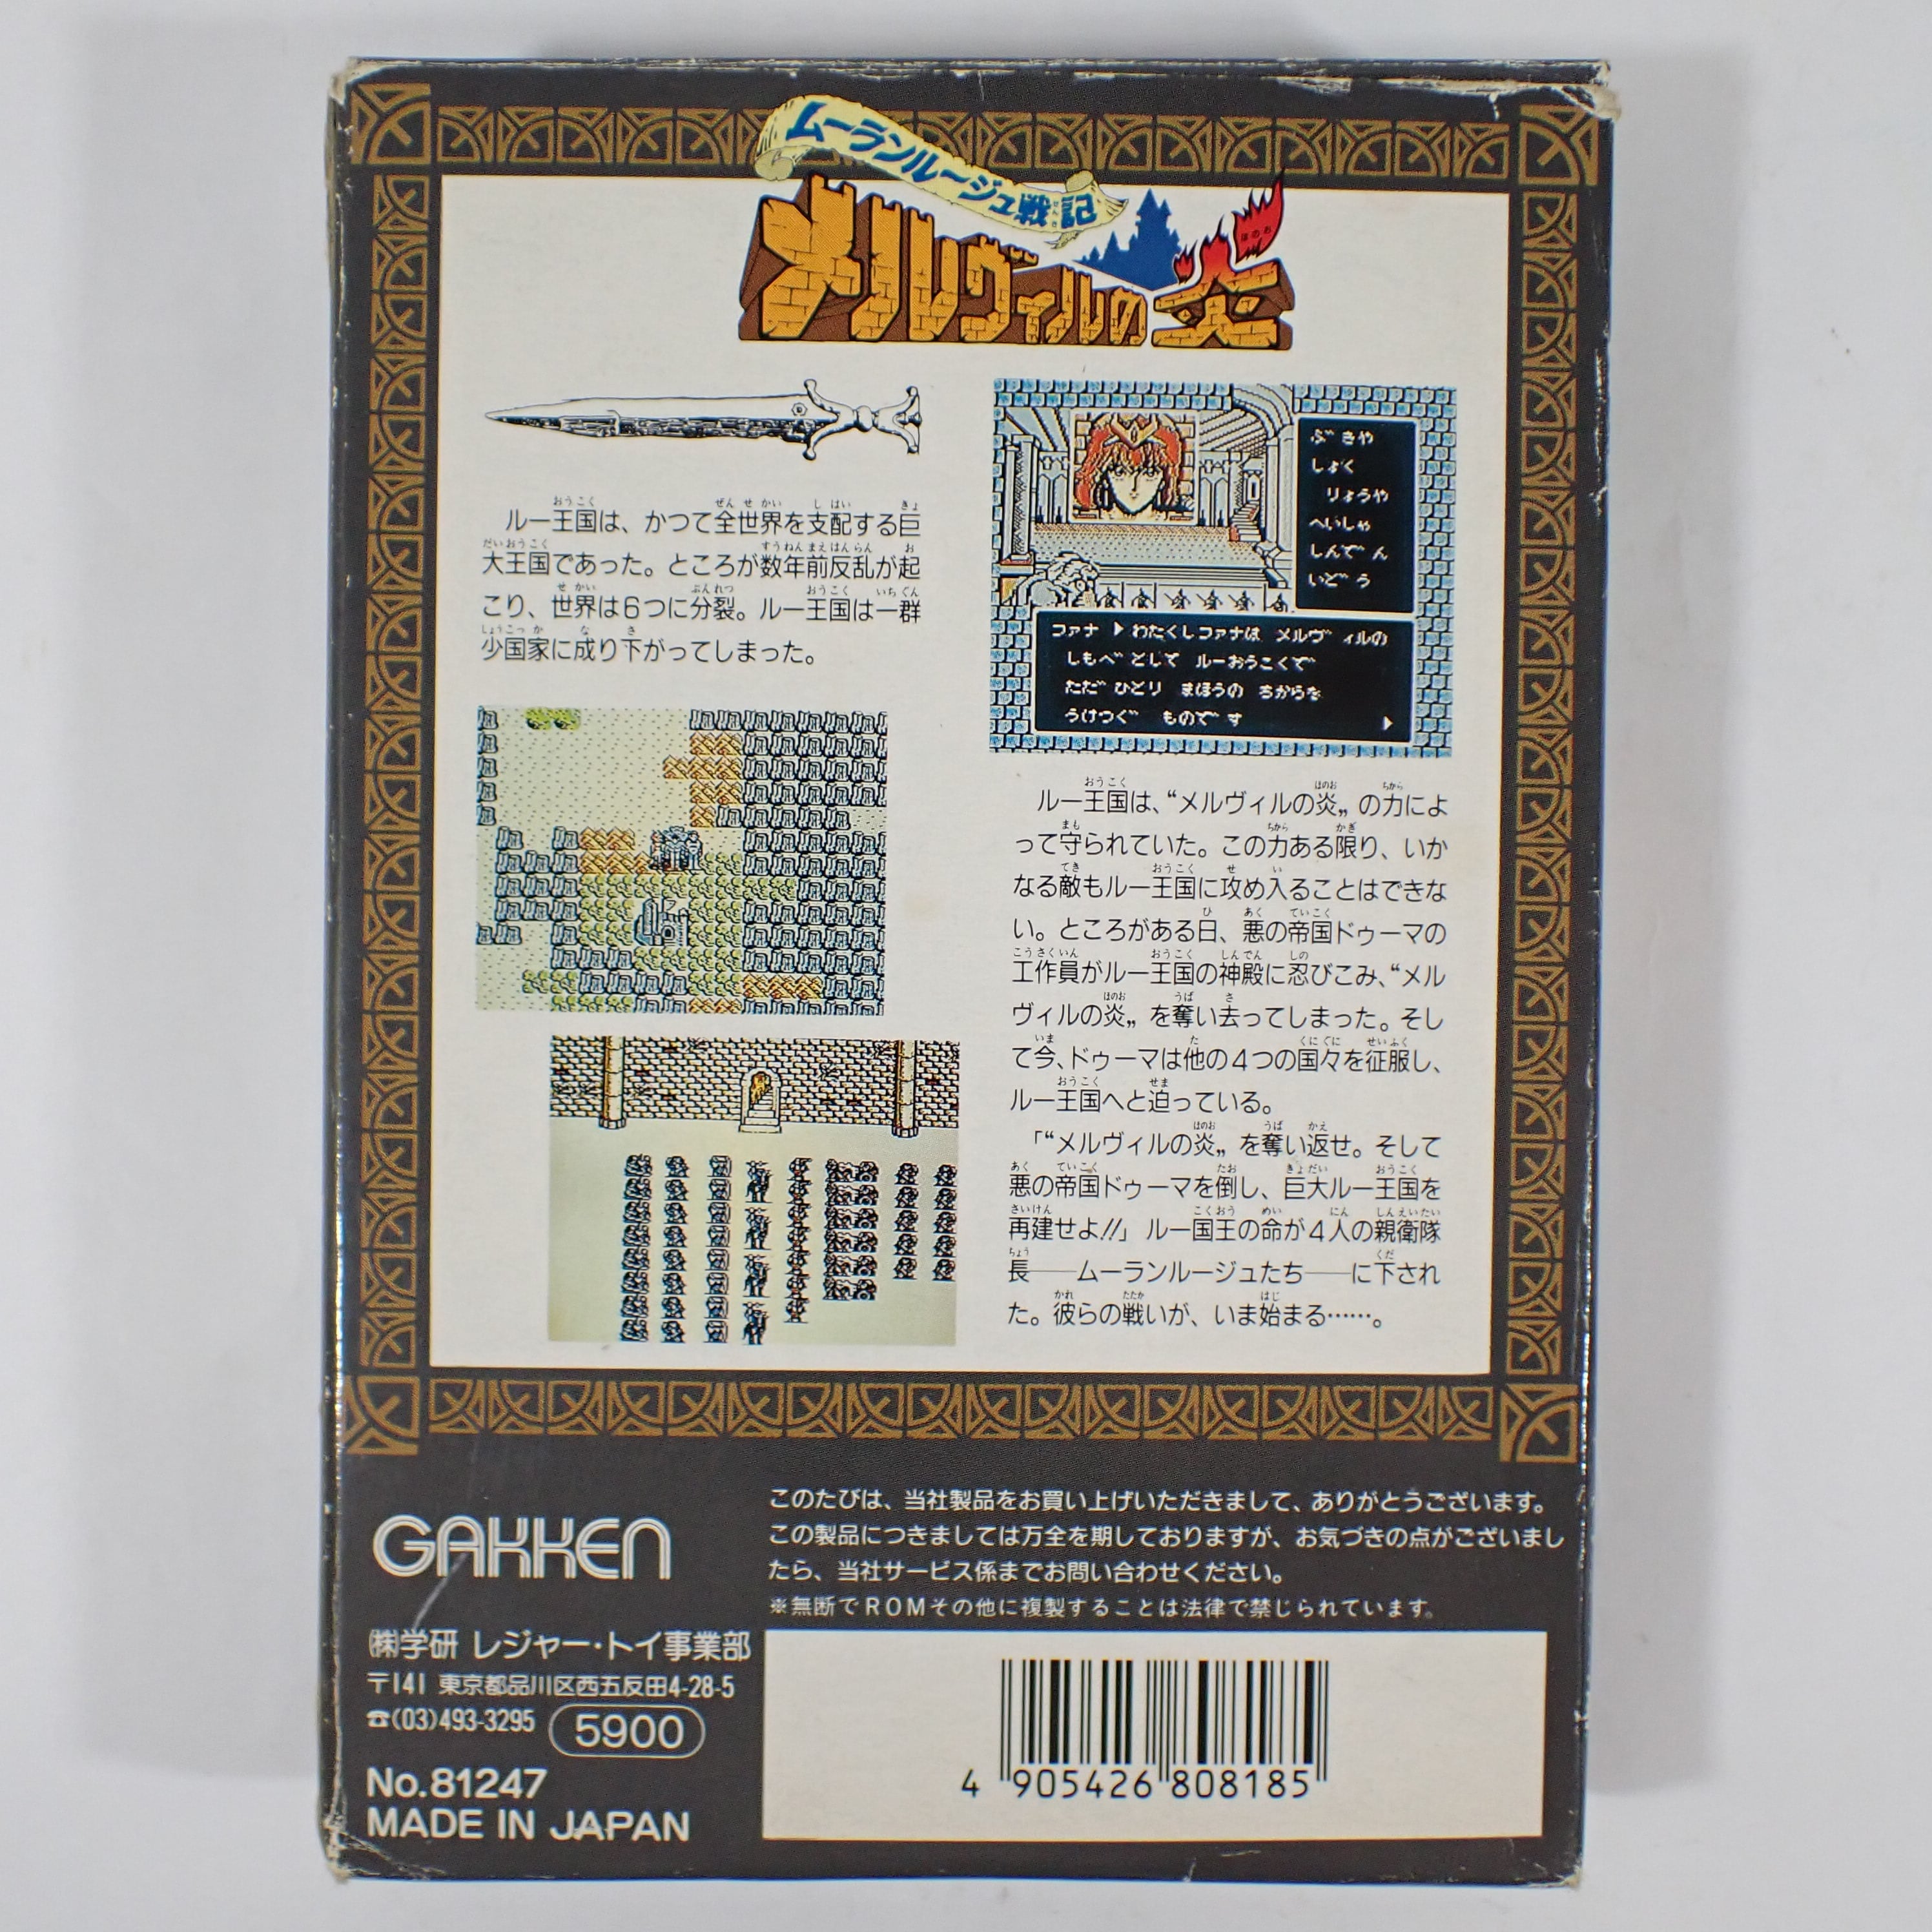 ムーランルージュ戦記
メルヴィルの炎
ほのお
ルー王国は、かつて全世界を支配する巨
大王国であった。ところが数年前反乱が起
こり、世界は6つに分裂。ルー王国は一群
少国家に成り下がってしまった。
ぶきや
しょく
りょうや
へいしゃ
しんでん
いどう
ファナ ▶わたくしファナは メルヴィルの
しもべとして ルーおうこくで
ただひとり まほうの ちからを
うけつぐ ものです
ルー王国は、“メルヴィルの炎„ の力によ
って守られていた。この力ある限り、いか
なる敵もルー王国に攻め入ることはできな
い。ところがある日、悪の帝国ドゥーマの
工作員がルー王国の神殿に忍びこみ、“メル
ヴィルの炎„ を奪い去ってしまった。そし
て今、ドゥーマは他の4つの国々を征服し、
ルー王国へと迫っている。
「“メルヴィルの炎„ を奪い返せ。そして
悪の帝国ドゥーマを倒し、巨大ルー王国を
再建せよ!!」ルー国王の命が4人の親衛隊
長──ムーランルージュたち──に下され
た。彼らの戦いが、いま始まる……。
GAKKEN
㈱学研 レジャー・トイ事業部
〒141 東京都品川区西五反田4-28-5
☎(03)493-3295 5900
No.81247
MADE IN JAPAN
このたびは、当社製品をお買い上げいただきまして、ありがとうございます。
この製品につきましては万全を期しておりますが、お気づきの点がございまし
たら、当社サービス係までお問い合わせください。
※無断でROMその他に複製することは法律で禁じられています。
4 905426 808185